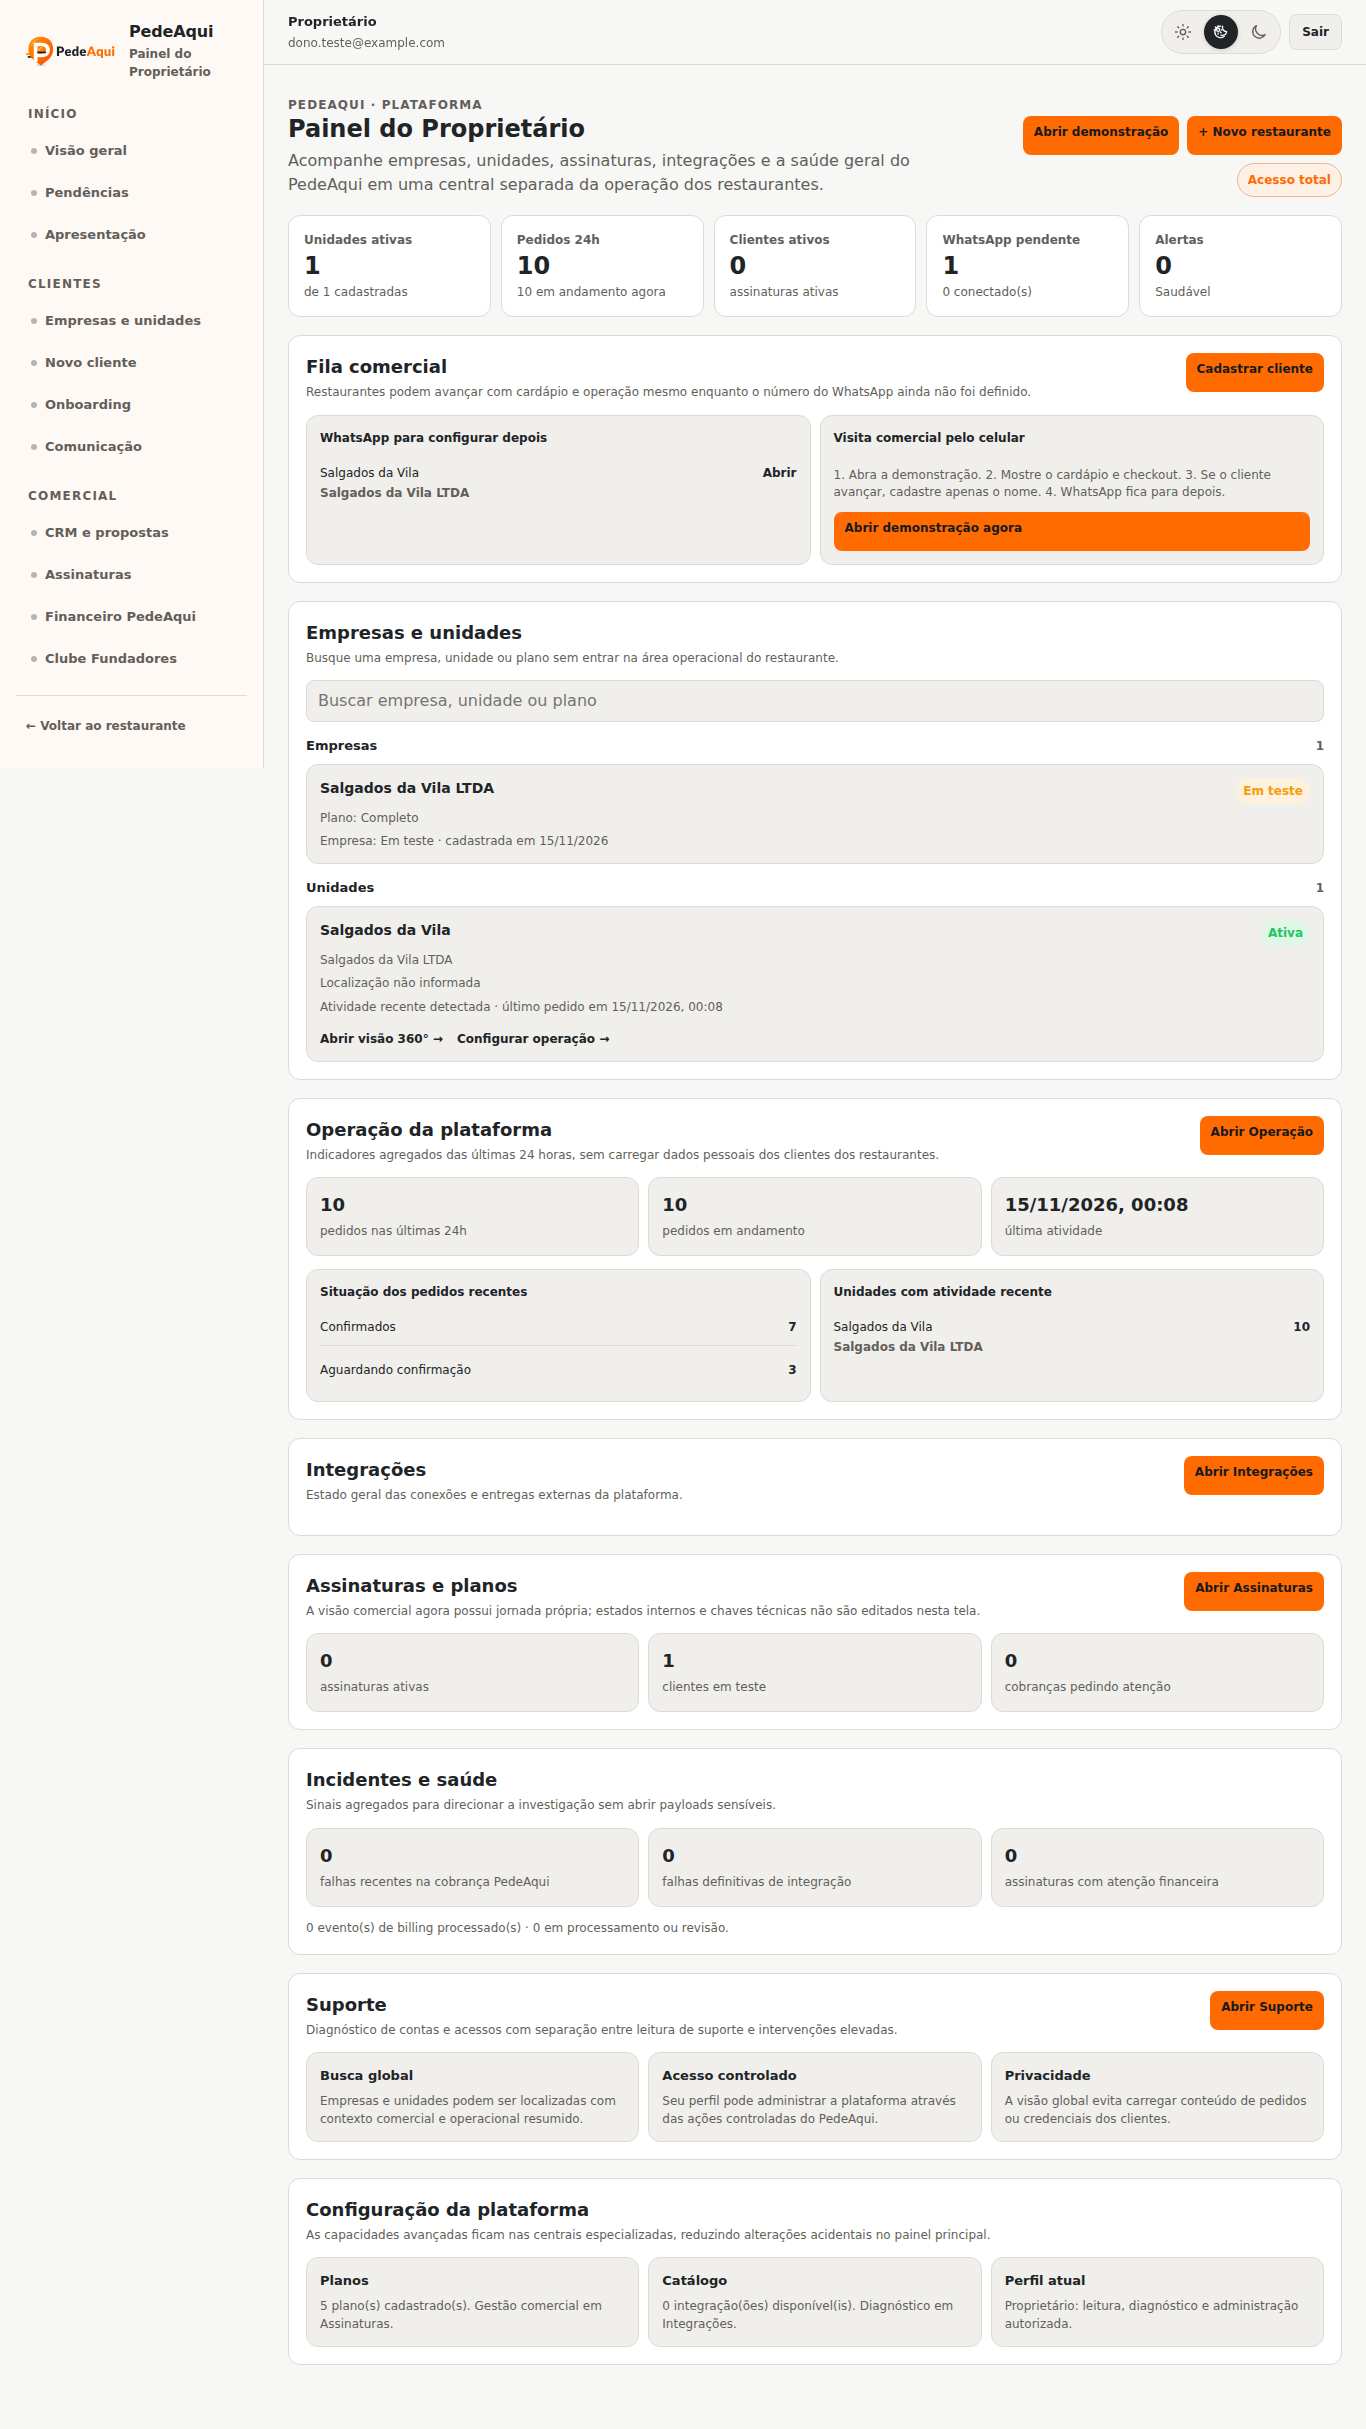 PedeAqui
PedeAqui
Painel do
Proprietário
INÍCIO
Visão geral
Pendências
Apresentação
CLIENTES
Empresas e unidades
Novo cliente
Onboarding
Comunicação
COMERCIAL
CRM e propostas
Assinaturas
Financeiro PedeAqui
Clube Fundadores
← Voltar ao restaurante
Proprietário
dono.teste@example.com
Sair
PEDEAQUI · PLATAFORMA
Painel do Proprietário
Acompanhe empresas, unidades, assinaturas, integrações e a saúde geral do
PedeAqui em uma central separada da operação dos restaurantes.
Abrir demonstração
+ Novo restaurante
Acesso total
Unidades ativas
1
de 1 cadastradas
Pedidos 24h
10
10 em andamento agora
Clientes ativos
0
assinaturas ativas
WhatsApp pendente
1
0 conectado(s)
Alertas
0
Saudável
Fila comercial
Restaurantes podem avançar com cardápio e operação mesmo enquanto o número do WhatsApp ainda não foi definido.
Cadastrar cliente
WhatsApp para configurar depois
Salgados da Vila
Abrir
Salgados da Vila LTDA
Visita comercial pelo celular
1. Abra a demonstração. 2. Mostre o cardápio e checkout. 3. Se o cliente
avançar, cadastre apenas o nome. 4. WhatsApp fica para depois.
Abrir demonstração agora
Empresas e unidades
Busque uma empresa, unidade ou plano sem entrar na área operacional do restaurante.
Buscar empresa, unidade ou plano
Empresas
1
Salgados da Vila LTDA
Em teste
Plano: Completo
Empresa: Em teste · cadastrada em 15/11/2026
Unidades
1
Salgados da Vila
Ativa
Salgados da Vila LTDA
Localização não informada
Atividade recente detectada · último pedido em 15/11/2026, 00:08
Abrir visão 360° → Configurar operação →
Operação da plataforma
Indicadores agregados das últimas 24 horas, sem carregar dados pessoais dos clientes dos restaurantes.
Abrir Operação
10
pedidos nas últimas 24h
10
pedidos em andamento
15/11/2026, 00:08
última atividade
Situação dos pedidos recentes
Confirmados
7
Aguardando confirmação
3
Unidades com atividade recente
Salgados da Vila
10
Salgados da Vila LTDA
Integrações
Estado geral das conexões e entregas externas da plataforma.
Abrir Integrações
Assinaturas e planos
A visão comercial agora possui jornada própria; estados internos e chaves técnicas não são editados nesta tela.
Abrir Assinaturas
0
assinaturas ativas
1
clientes em teste
0
cobranças pedindo atenção
Incidentes e saúde
Sinais agregados para direcionar a investigação sem abrir payloads sensíveis.
0
falhas recentes na cobrança PedeAqui
0
falhas definitivas de integração
0
assinaturas com atenção financeira
0 evento(s) de billing processado(s) · 0 em processamento ou revisão.
Suporte
Diagnóstico de contas e acessos com separação entre leitura de suporte e intervenções elevadas.
Abrir Suporte
Busca global
Empresas e unidades podem ser localizadas com
contexto comercial e operacional resumido.
Acesso controlado
Seu perfil pode administrar a plataforma através
das ações controladas do PedeAqui.
Privacidade
A visão global evita carregar conteúdo de pedidos
ou credenciais dos clientes.
Configuração da plataforma
As capacidades avançadas ficam nas centrais especializadas, reduzindo alterações acidentais no painel principal.
Planos
5 plano(s) cadastrado(s). Gestão comercial em
Assinaturas.
Catálogo
0 integração(ões) disponível(is). Diagnóstico em
Integrações.
Perfil atual
Proprietário: leitura, diagnóstico e administração
autorizada.